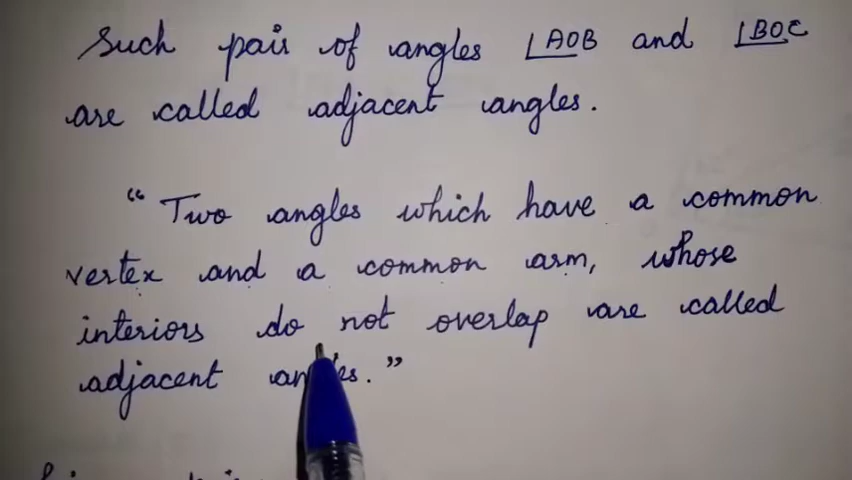 Such pair of angles ∠AOB and ∠BOC
are called adjacent angles.
“Two angles which have a common
vertex and a common arm, whose
interiors do not overlap are called
adjacent angles.”